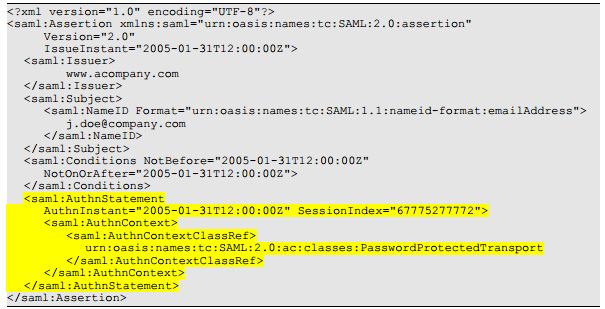 <?xml version="1.0" encoding="UTF-8"?>
<saml:Assertion xmlns:saml="urn:oasis:names:tc:SAML:2.0:assertion"
Version="2.0"
IssueInstant="2005-01-31T12:00:00Z">
<saml:Issuer>
www.acompany.com
</saml:Issuer>
<saml:Subject>
<saml:NameID Format="urn:oasis:names:tc:SAML:1.1:nameid-format:emailAddress">
j.doe@company.com
</saml:NameID>
</saml:Subject>
<saml:Conditions NotBefore="2005-01-31T12:00:00Z"
NotOnOrAfter="2005-01-31T12:00:00Z">
</saml:Conditions>
<saml:AuthnStatement
AuthnInstant="2005-01-31T12:00:00Z" SessionIndex="67775277772">
<saml:AuthnContext>
<saml:AuthnContextClassRef>
urn:oasis:names:tc:SAML:2.0:ac:classes:PasswordProtectedTransport
</saml:AuthnContextClassRef>
</saml:AuthnContext>
</saml:AuthnStatement>
</saml:Assertion>